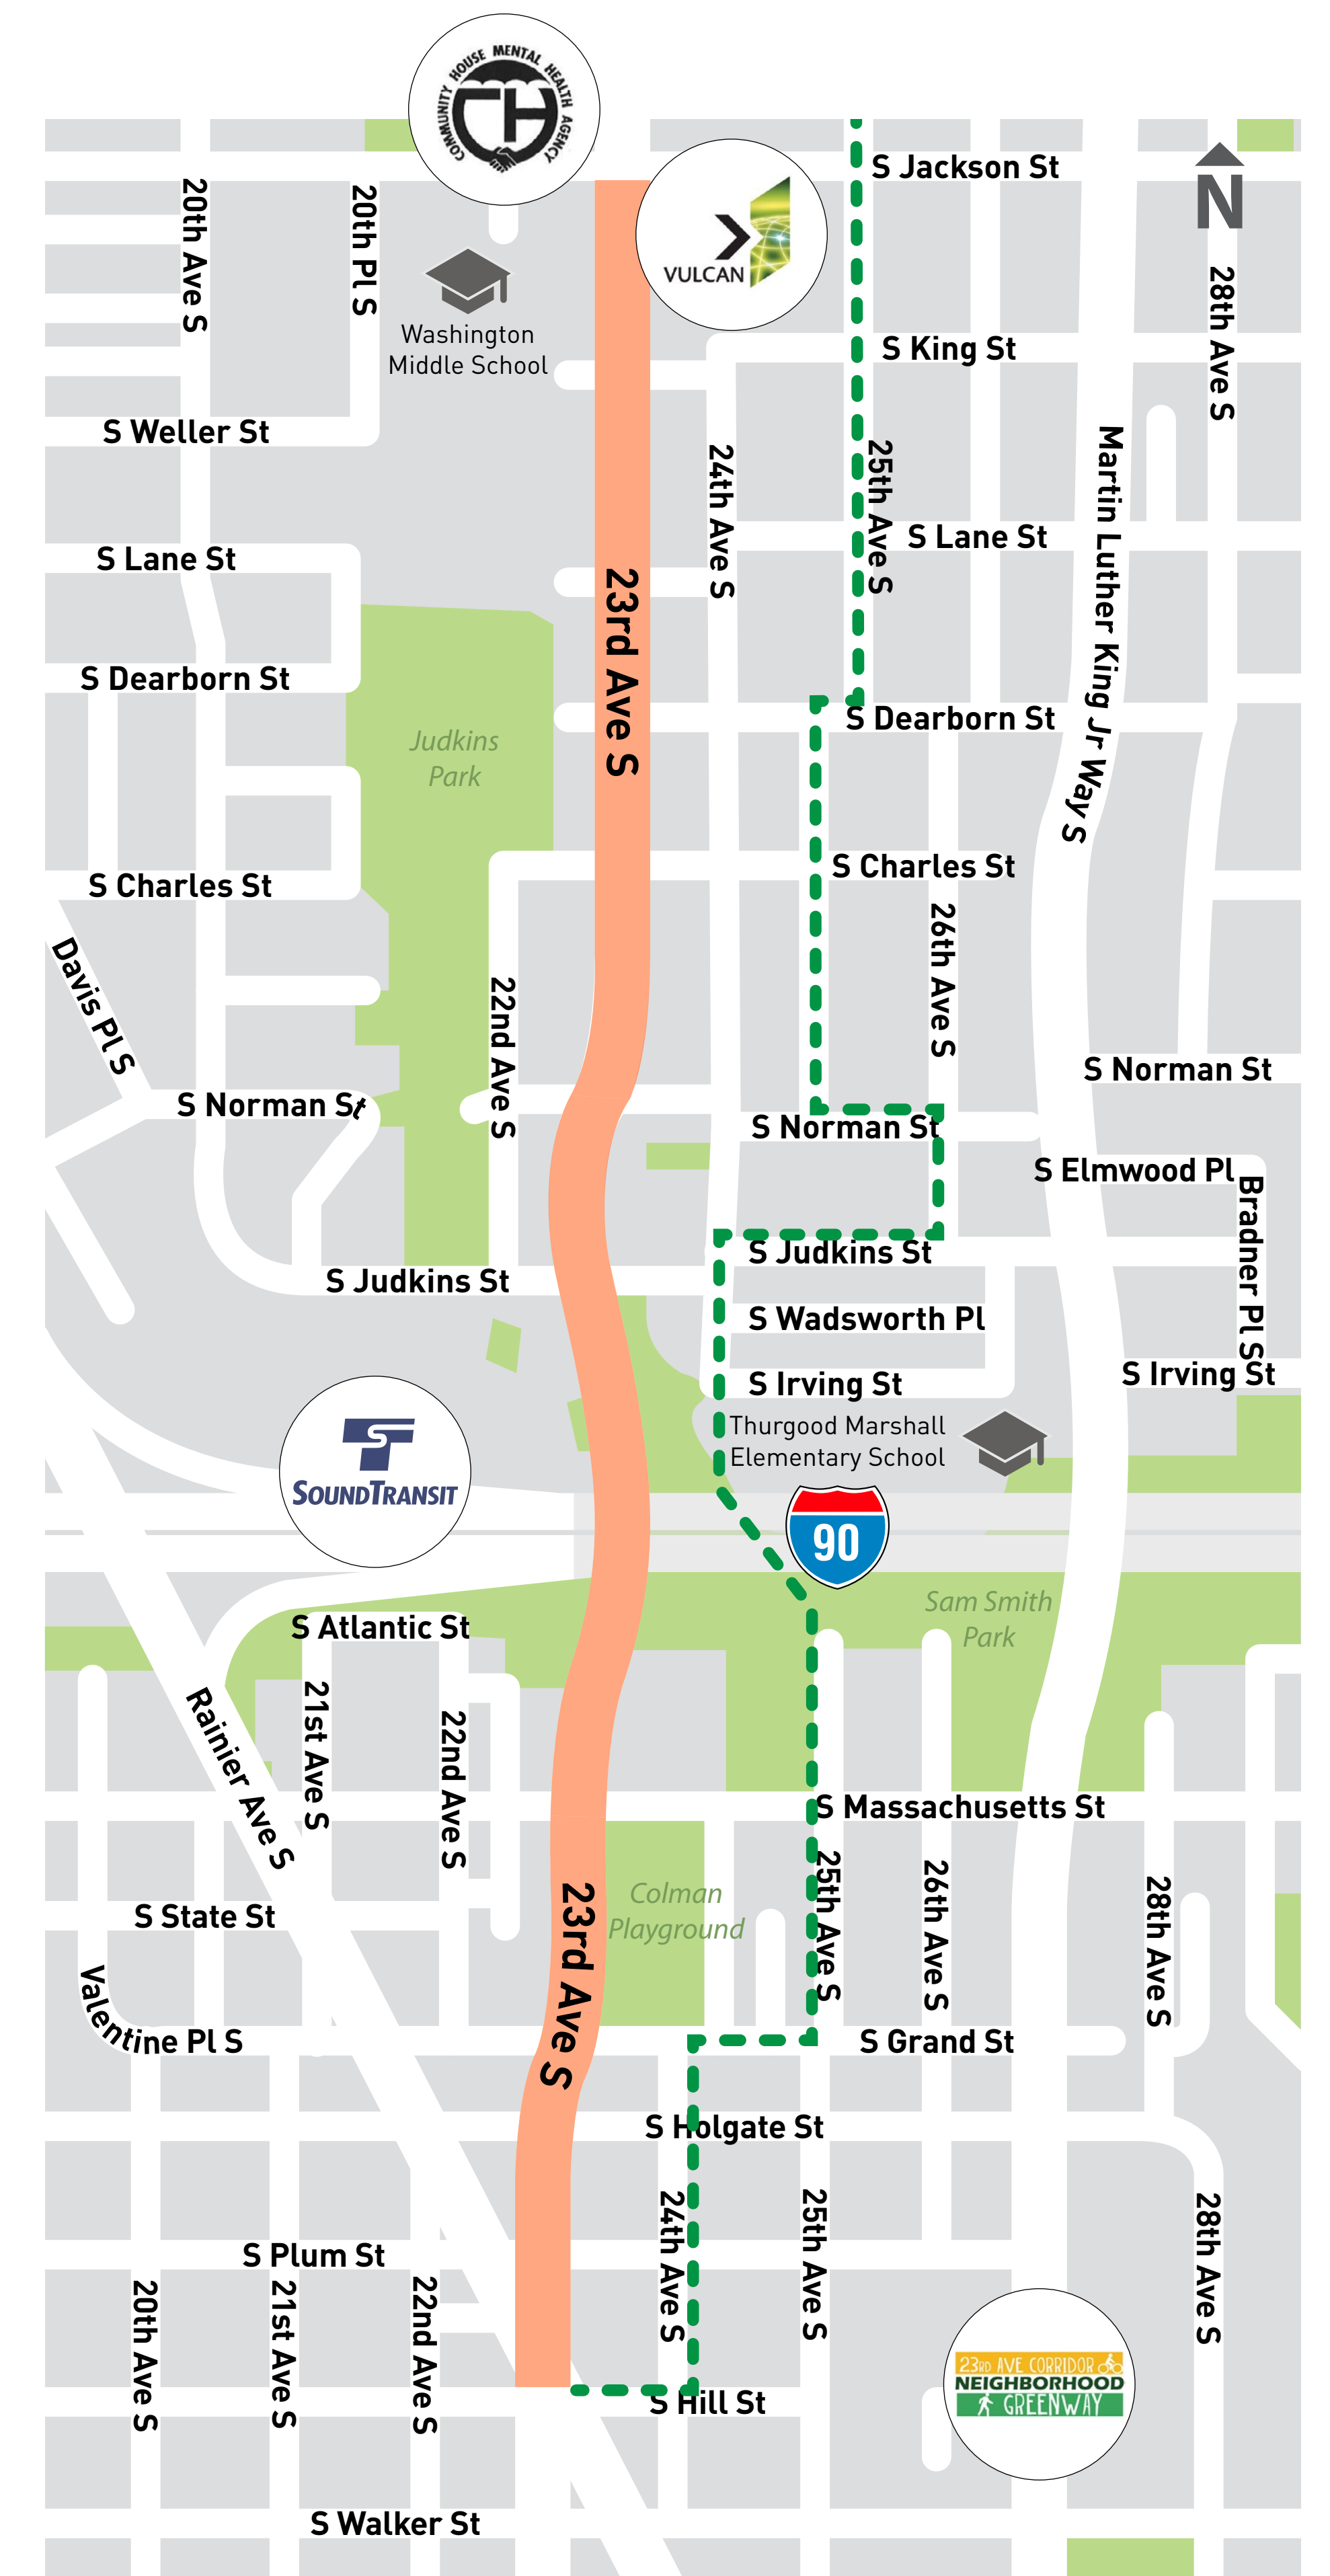 COMMUNITY HOUSE MENTAL HEALTH AGENCY
CH
S Jackson St
VULCAN
N
20th Ave S
20th Pl S
28th Ave S
Washington
Middle School
S King St
S Weller St
24th Ave S
25th Ave S
Martin Luther King Jr Way S
S Lane St
S Lane St
23rd Ave S
S Dearborn St
S Dearborn St
Judkins
Park
S Charles St
S Charles St
26th Ave S
Davis Pl S
22nd Ave S
S Norman St
S Norman St
S Norman St
S Elmwood Pl
Bradner Pl S
S Judkins St
S Judkins St
S Wadsworth Pl
S Irving St
S Irving St
Thurgood Marshall
Elementary School
SOUNDTRANSIT
90
Sam Smith
Park
S Atlantic St
21st Ave S
22nd Ave S
Rainier Ave S
S Massachusetts St
25th Ave S
26th Ave S
28th Ave S
Colman
Playground
23rd Ave S
S State St
Valentine Pl S
S Grand St
S Holgate St
24th Ave S
25th Ave S
28th Ave S
S Plum St
20th Ave S
21st Ave S
22nd Ave S
23RD AVE CORRIDOR
NEIGHBORHOOD
GREENWAY
S Hill St
S Walker St